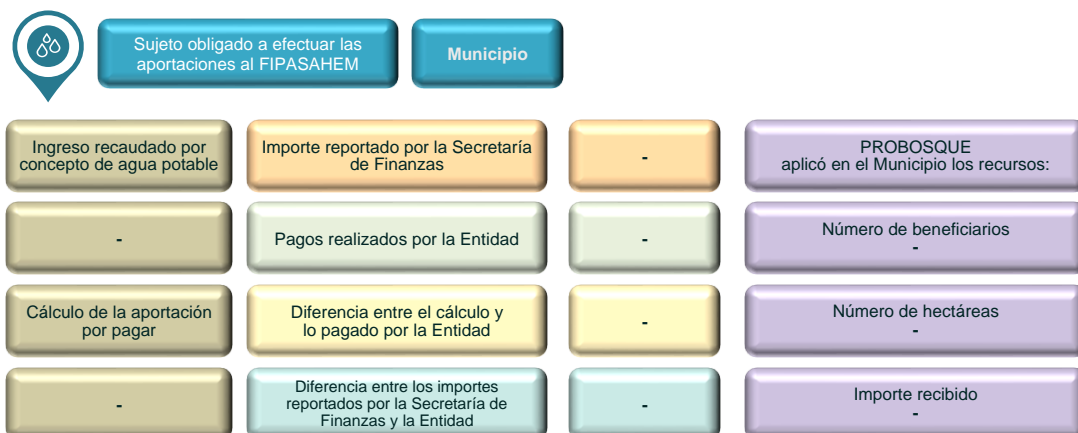 Sujeto obligado a efectuar las
aportaciones al FIPASAHEM
Municipio
Ingreso recaudado por
concepto de agua potable
Importe reportado por la Secretaría
de Finanzas
-
PROBOSQUE
aplicó en el Municipio los recursos:
-
Pagos realizados por la Entidad
-
Número de beneficiarios
-
Cálculo de la aportación
por pagar
Diferencia entre el cálculo y
lo pagado por la Entidad
-
Número de hectáreas
-
-
Diferencia entre los importes
reportados por la Secretaría de
Finanzas y la Entidad
-
Importe recibido
-